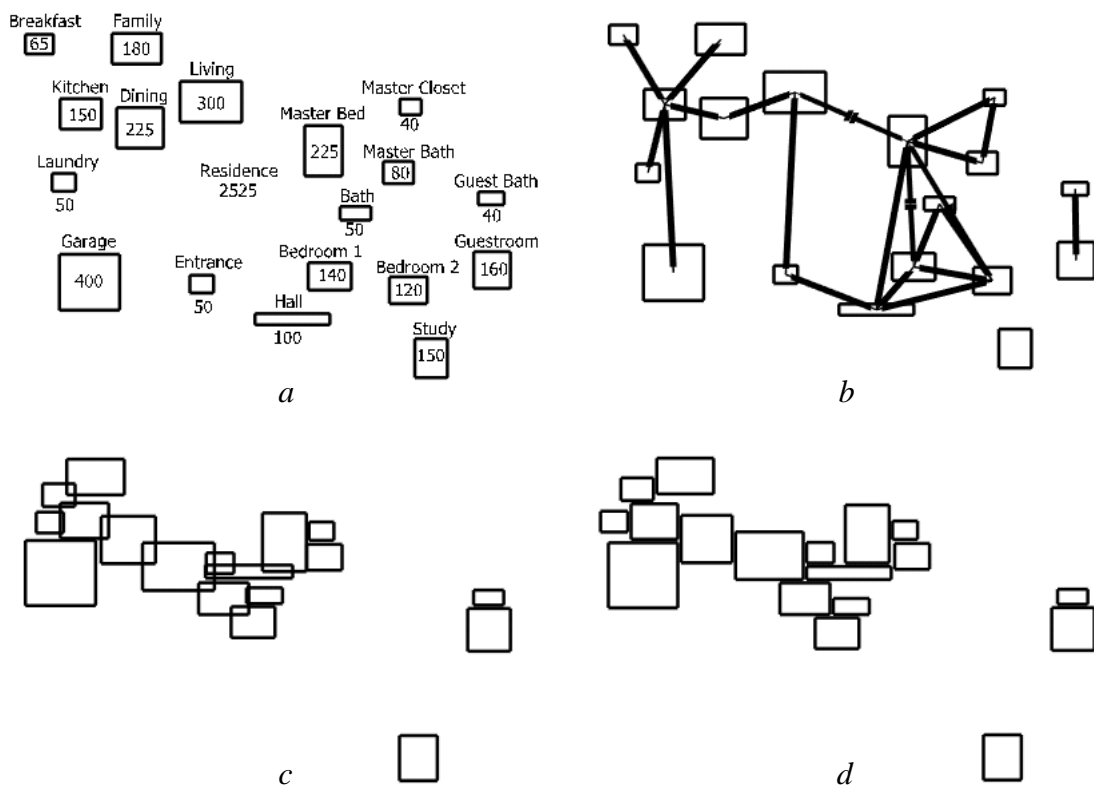 Breakfast
65
Family
180
Living
300
Kitchen
150
Dining
225
Master Closet
40
Master Bed
225
Master Bath
80
Laundry
50
Residence
2525
Guest Bath
40
Bath
50
Garage
400
Entrance
50
Bedroom 1
140
Bedroom 2
120
Guestroom
160
Hall
100
Study
150
a
b
c
d